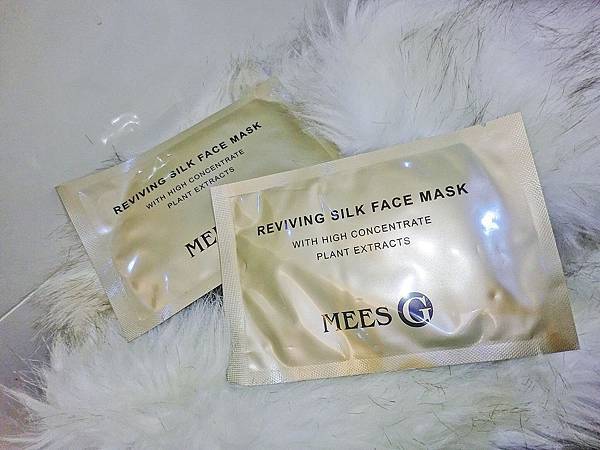 REVIVING SILK FACE MASK
WITH HIGH CONCENTRATE
PLANT EXTRACTS
MEES
REVIVING SILK FACE MASK
WITH HIGH CONCENTRATE
PLANT EXTRACTS
MEES G